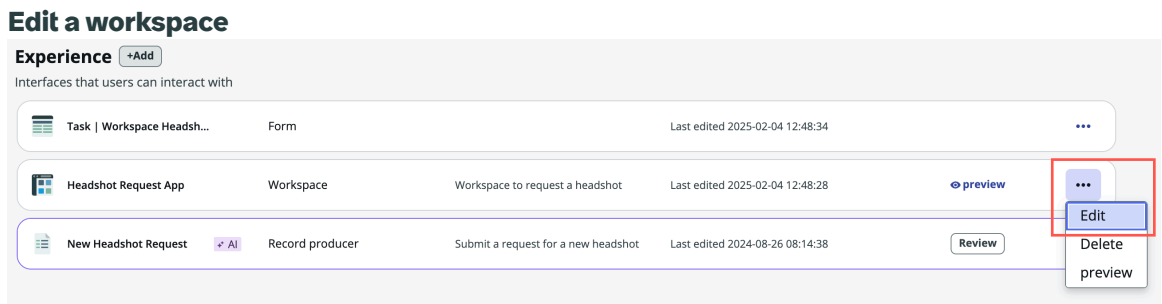 Edit a workspace
Experience +Add
Interfaces that users can interact with
Task | Workspace Headsh... Form Last edited 2025-02-04 12:48:34
Headshot Request App Workspace Workspace to request a headshot Last edited 2025-02-04 12:48:28 preview
Edit
New Headshot Request AI Record producer Submit a request for a new headshot Last edited 2024-08-26 08:14:38 Review
Delete
preview